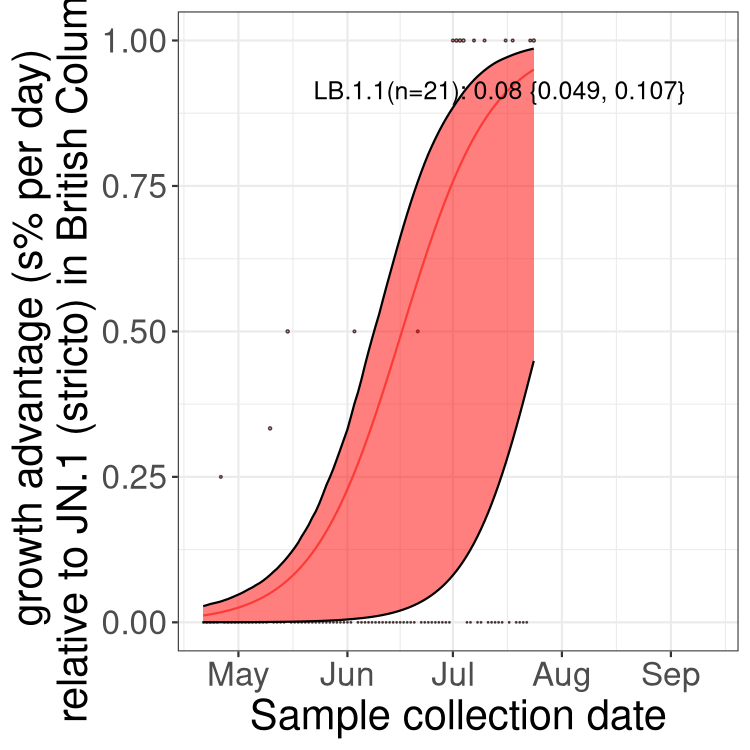 growth advantage (s% per day)
relative to JN.1 (stricto) in British Colum
1.00
0.75
0.50
0.25
0.00
LB.1.1(n=21): 0.08 {0.049, 0.107}
May Jun Jul Aug Sep
Sample collection date